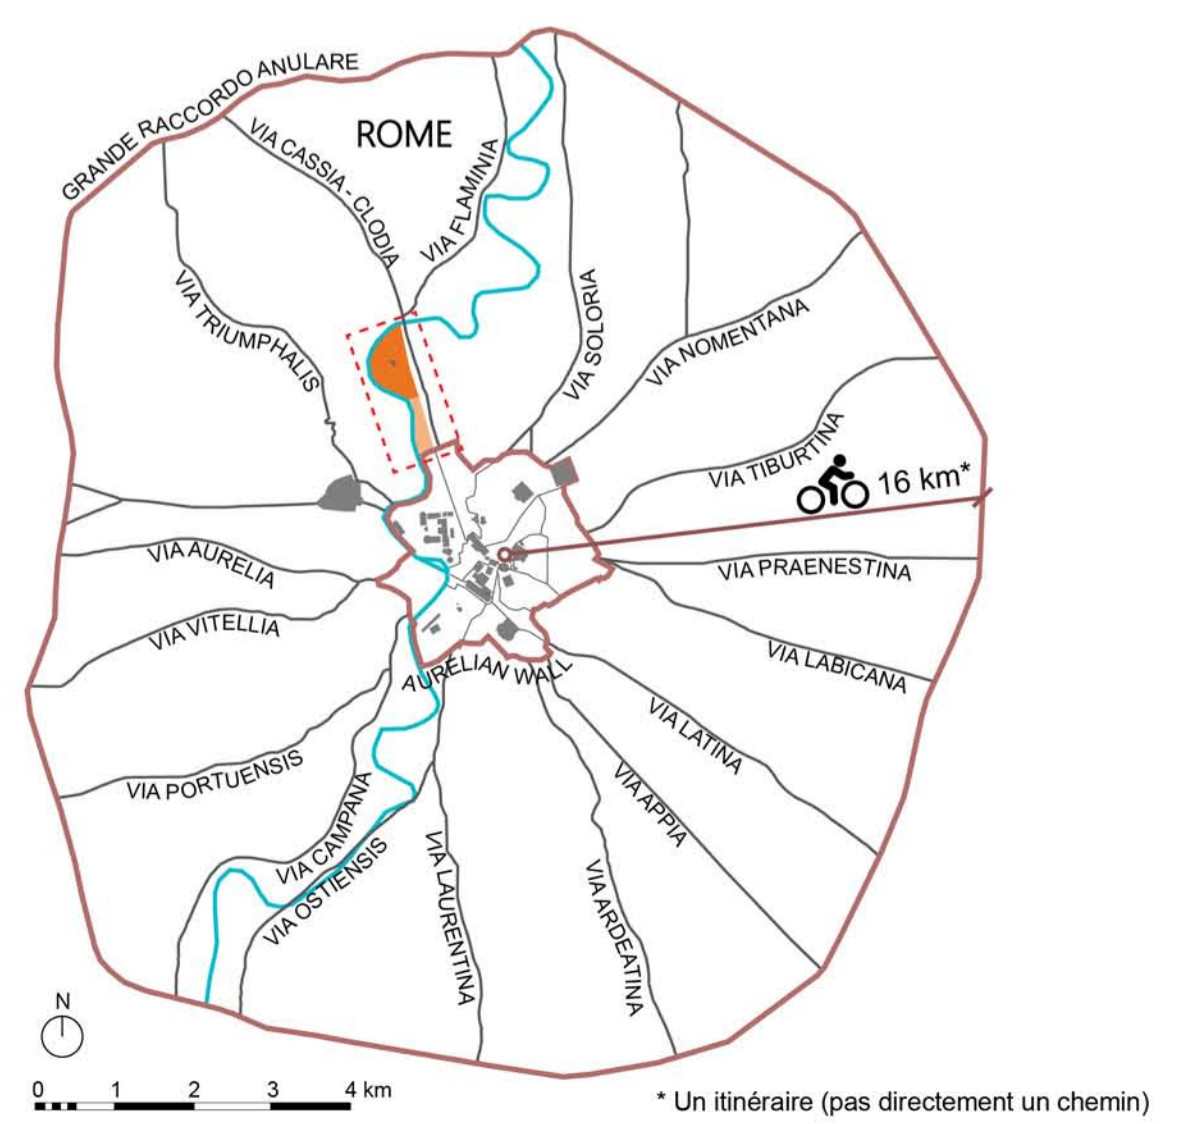 GRANDE RACCORDO ANULARE
ROME
VIA CASSIA - CLODIA
VIA FLAMINIA
VIA TRIUMPHALIS
VIA SOLORIA
VIA NOMENTANA
VIA TIBURTINA
16 km*
VIA AURELIA
VIA PRAENESTINA
VIA VITELLIA
VIA LABICANA
AURELIAN WALL
VIA LATINA
VIA PORTUENSIS
VIA APPIA
VIA CAMPANA
VIA OSTIENSIS
VIA LAURENTINA
VIA ARDEATINA
N
0 1 2 3 4 km
* Un itinéraire (pas directement un chemin)